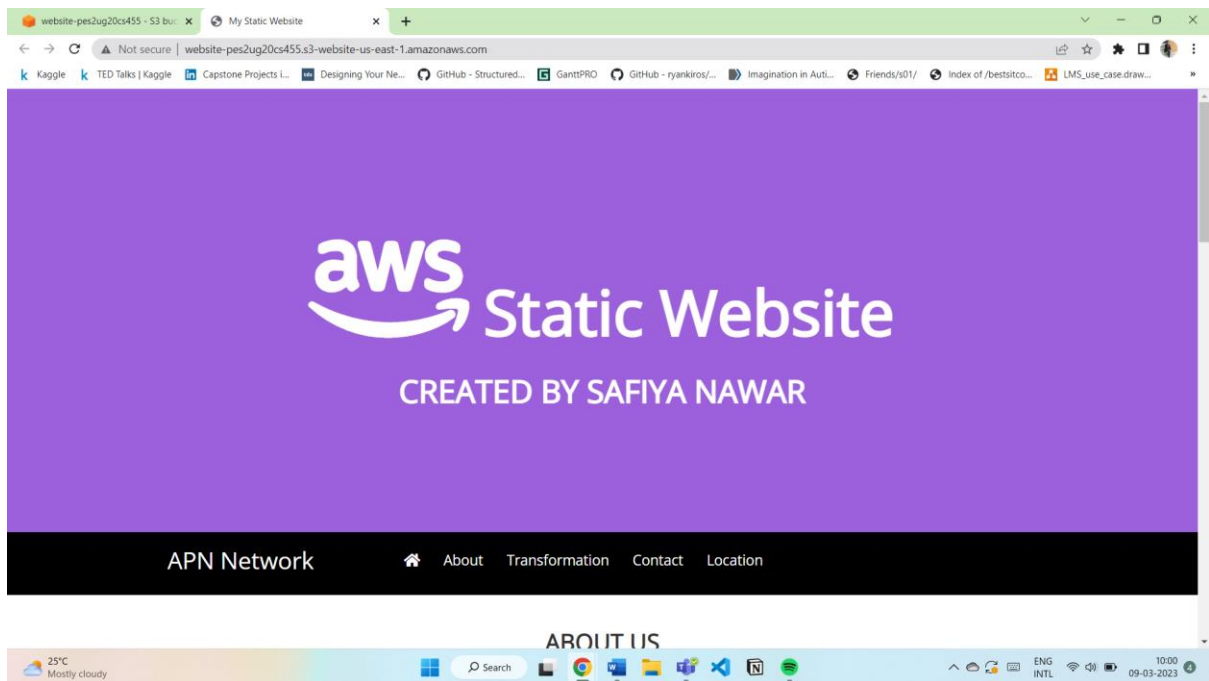 website-pes2ug20cs455 - S3 buc
My Static Website
Not secure | website-pes2ug20cs455.s3-website-us-east-1.amazonaws.com
Kaggle
TED Talks | Kaggle
Capstone Projects i...
Designing Your Ne...
GitHub - Structured...
GanttPRO
GitHub - ryankiros/...
Imagination in Auti...
Friends/s01/
Index of /bestsitco...
LMS_use_case.draw...
aws
Static Website
CREATED BY SAFIYA NAWAR
APN Network
About
Transformation
Contact
Location
ABOUT US
25°C
Mostly cloudy
Search
ENG
INTL
10:00
09-03-2023
4